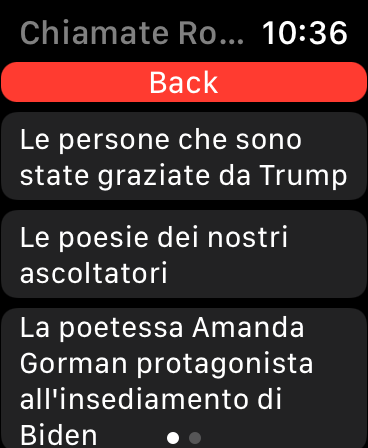 Chiamate Ro... 10:36
Back
Le persone che sono
state graziate da Trump
Le poesie dei nostri
ascoltatori
La poetessa Amanda
Gorman protagonista
all'insediamento di
Biden